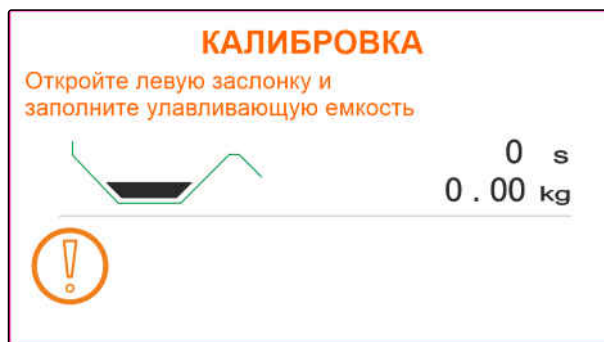 КАЛИБРОВКА
Откройте левую заслонку и
заполните улавливающую емкость
0 s
0 . 00 kg